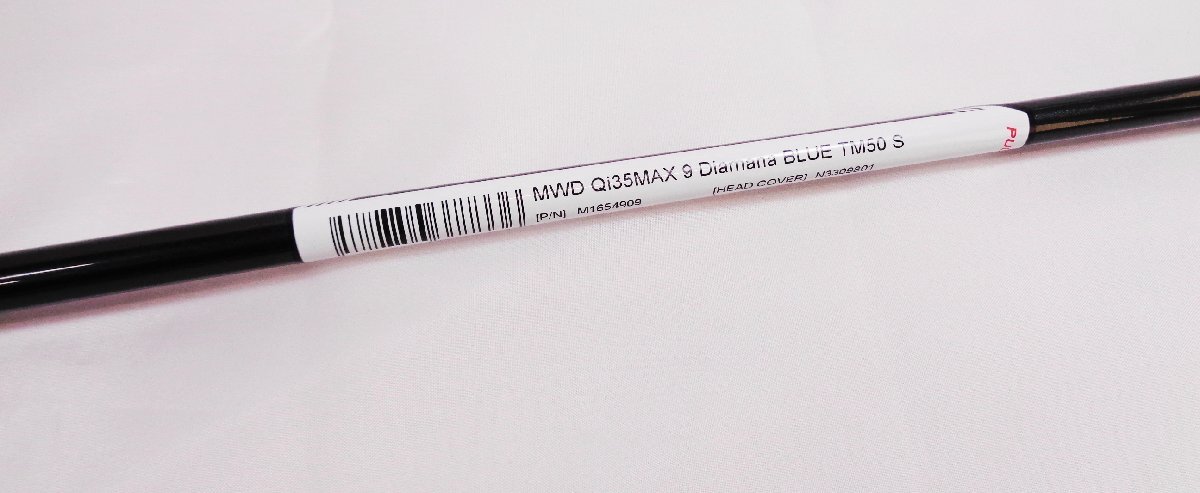 MWD Qi35MAX 9 Diamana BLUE TM50 S
[P/N] M1654909 [HEAD COVER] N3309801